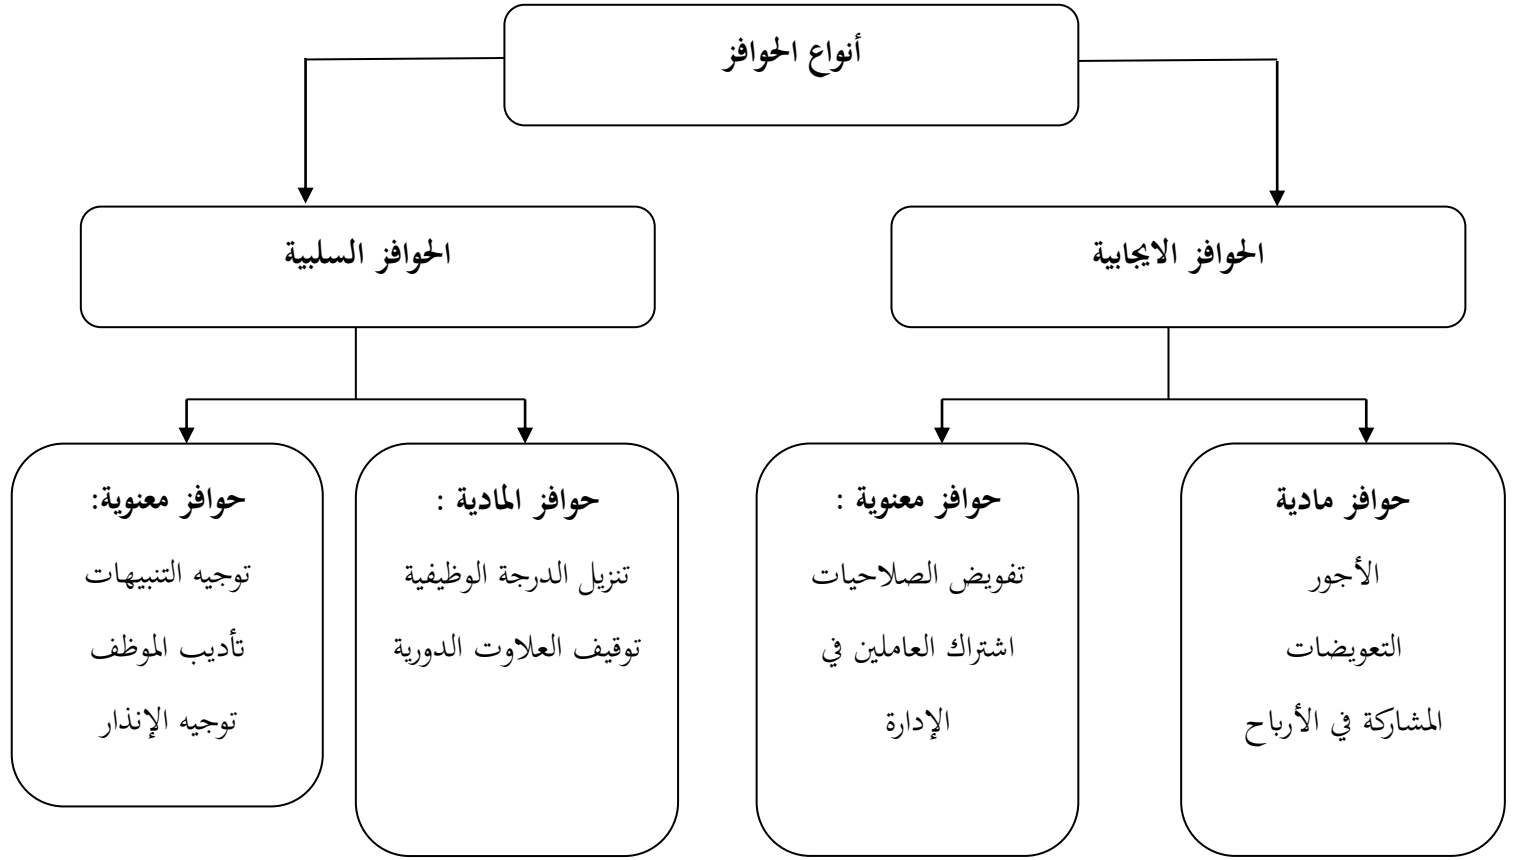 أنواع الحوافز
الحوافز الايجابية
الحوافز السلبية
حوافز مادية
الأجور
التعويضات
المشاركة في الأرباح
حوافز معنوية :
تفويض الصلاحيات
اشتراك العاملين في
الإدارة
حوافز المادية :
تنزيل الدرجة الوظيفية
توقيف العلاوت الدورية
حوافز معنوية:
توجيه التنبيهات
تأديب الموظف
توجيه الإنذار